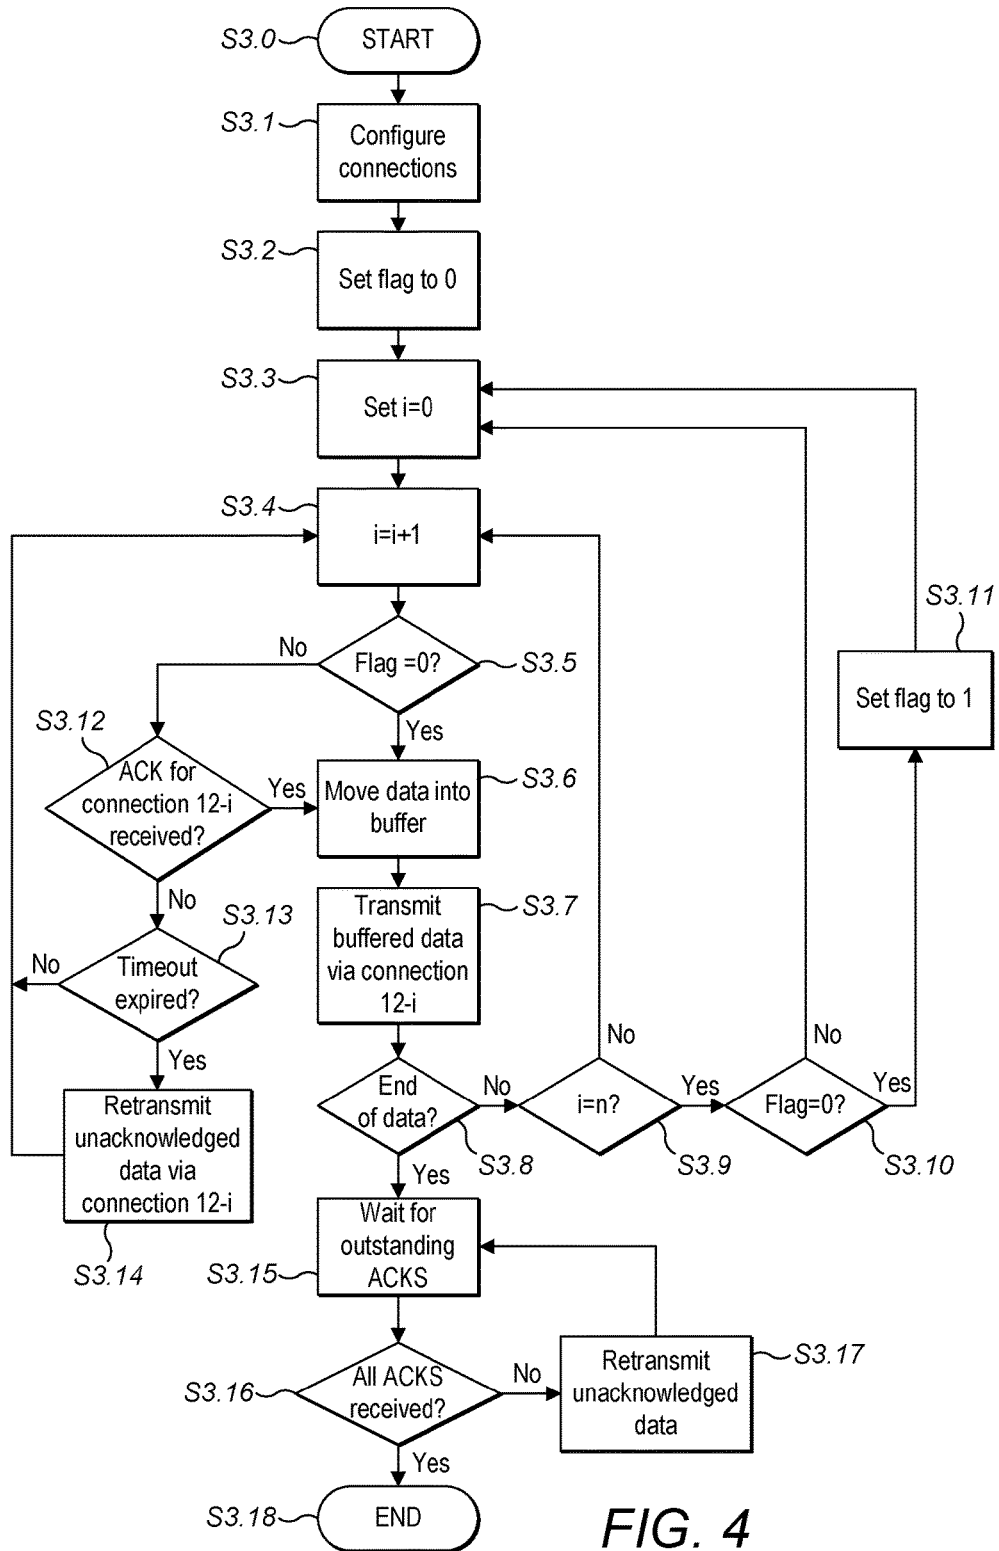 S3.0
START
S3.1
Configure
connections
S3.2
Set flag to 0
S3.3
Set i=0
S3.4
i=i+1
S3.11
Set flag to 1
No
Flag =0?
S3.5
Yes
S3.12
ACK for
connection 12-i
received?
Yes
Move data into
buffer
S3.6
No
S3.13
Timeout
expired?
No
Yes
Transmit
buffered data
via connection
12-i
S3.7
No
No
End
of data?
No
i=n?
Yes
Flag=0?
Yes
S3.8
S3.9
S3.10
Yes
Retransmit
unacknowledged
data via
connection 12-i
S3.14
Wait for
outstanding
ACKS
S3.15
All ACKS
received?
S3.16
No
Retransmit
unacknowledged
data
S3.17
Yes
S3.18
END
FIG. 4